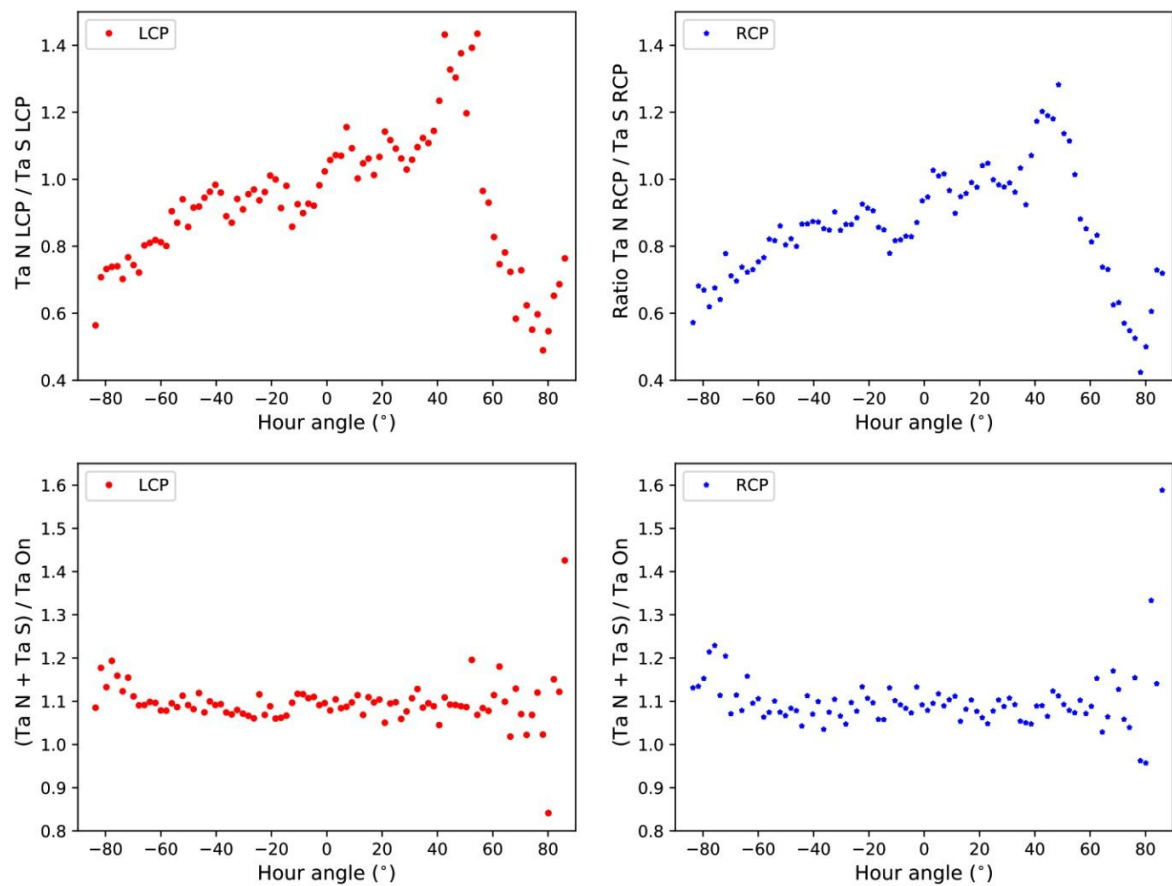 LCP
1.4
1.2
1.0
0.8
0.6
0.4
Ta N LCP / Ta S LCP
−80 −60 −40 −20 0 20 40 60 80
Hour angle (°)
RCP
1.4
1.2
1.0
0.8
0.6
0.4
Ratio Ta N RCP / Ta S RCP
−80 −60 −40 −20 0 20 40 60 80
Hour angle (°)
LCP
1.6
1.5
1.4
1.3
1.2
1.1
1.0
0.9
0.8
(Ta N + Ta S) / Ta On
−80 −60 −40 −20 0 20 40 60 80
Hour angle (°)
RCP
1.6
1.5
1.4
1.3
1.2
1.1
1.0
0.9
0.8
(Ta N + Ta S) / Ta On
−80 −60 −40 −20 0 20 40 60 80
Hour angle (°)